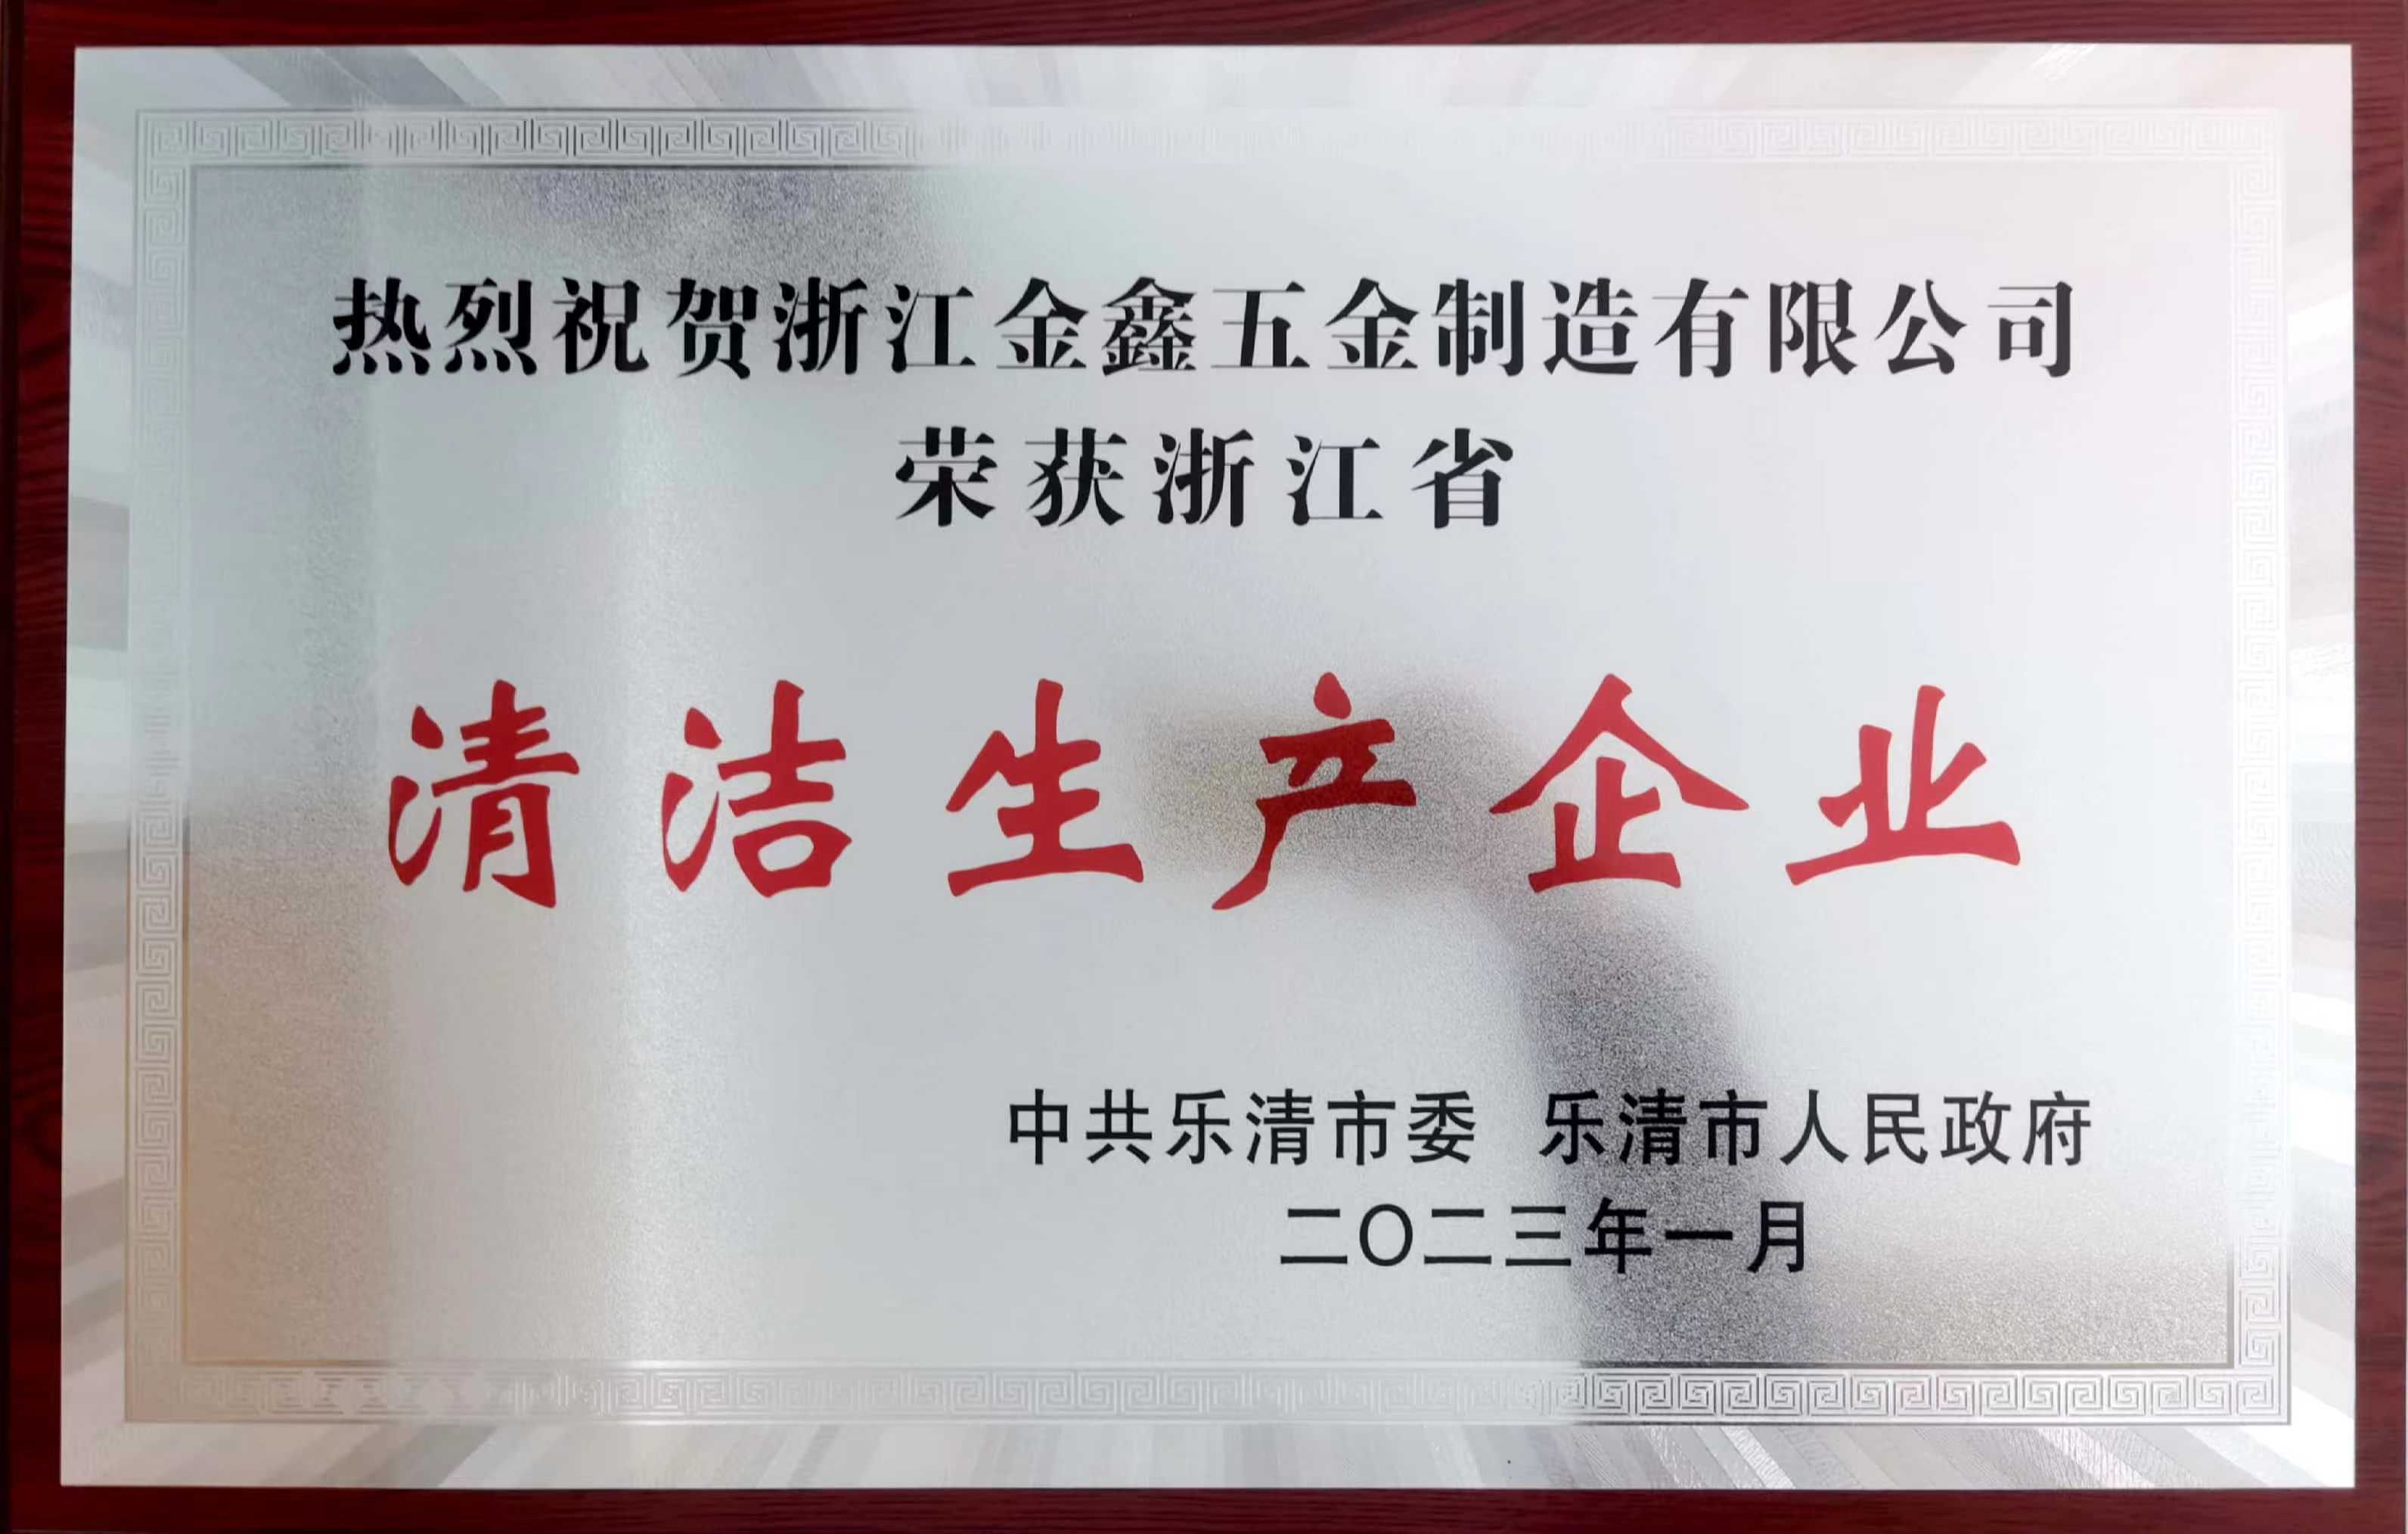 热烈祝贺浙江金鑫五金制造有限公司
荣获浙江省
清洁生产企业
中共乐清市委 乐清市人民政府
二〇二三年一月